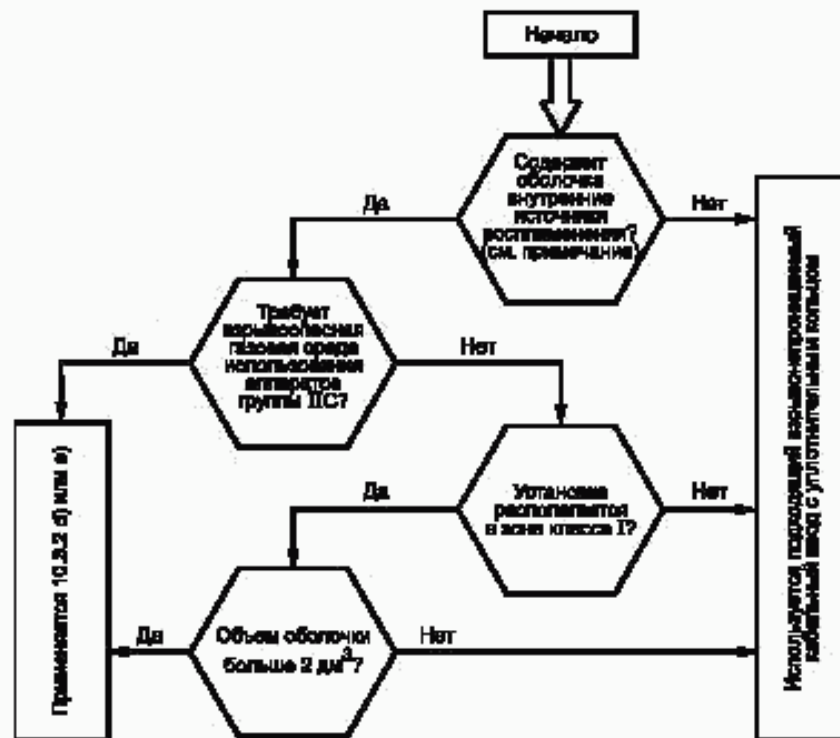 Начало
Содержит
оболочка
внутренние
источники
воспламенения?
(см. примечание)
Да
Нет
Требует
взрывоопасная
газовая среда
использования
аппаратов
группы IIC?
Да
Нет
Установка
располагается
в зоне класса I?
Да
Нет
Объем оболочки
больше 2 дм³?
Да
Нет
Применяется 10.3.2 d) или e)
Используется подходящий взрывонепроницаемый
кабельный ввод с уплотнительным кольцом